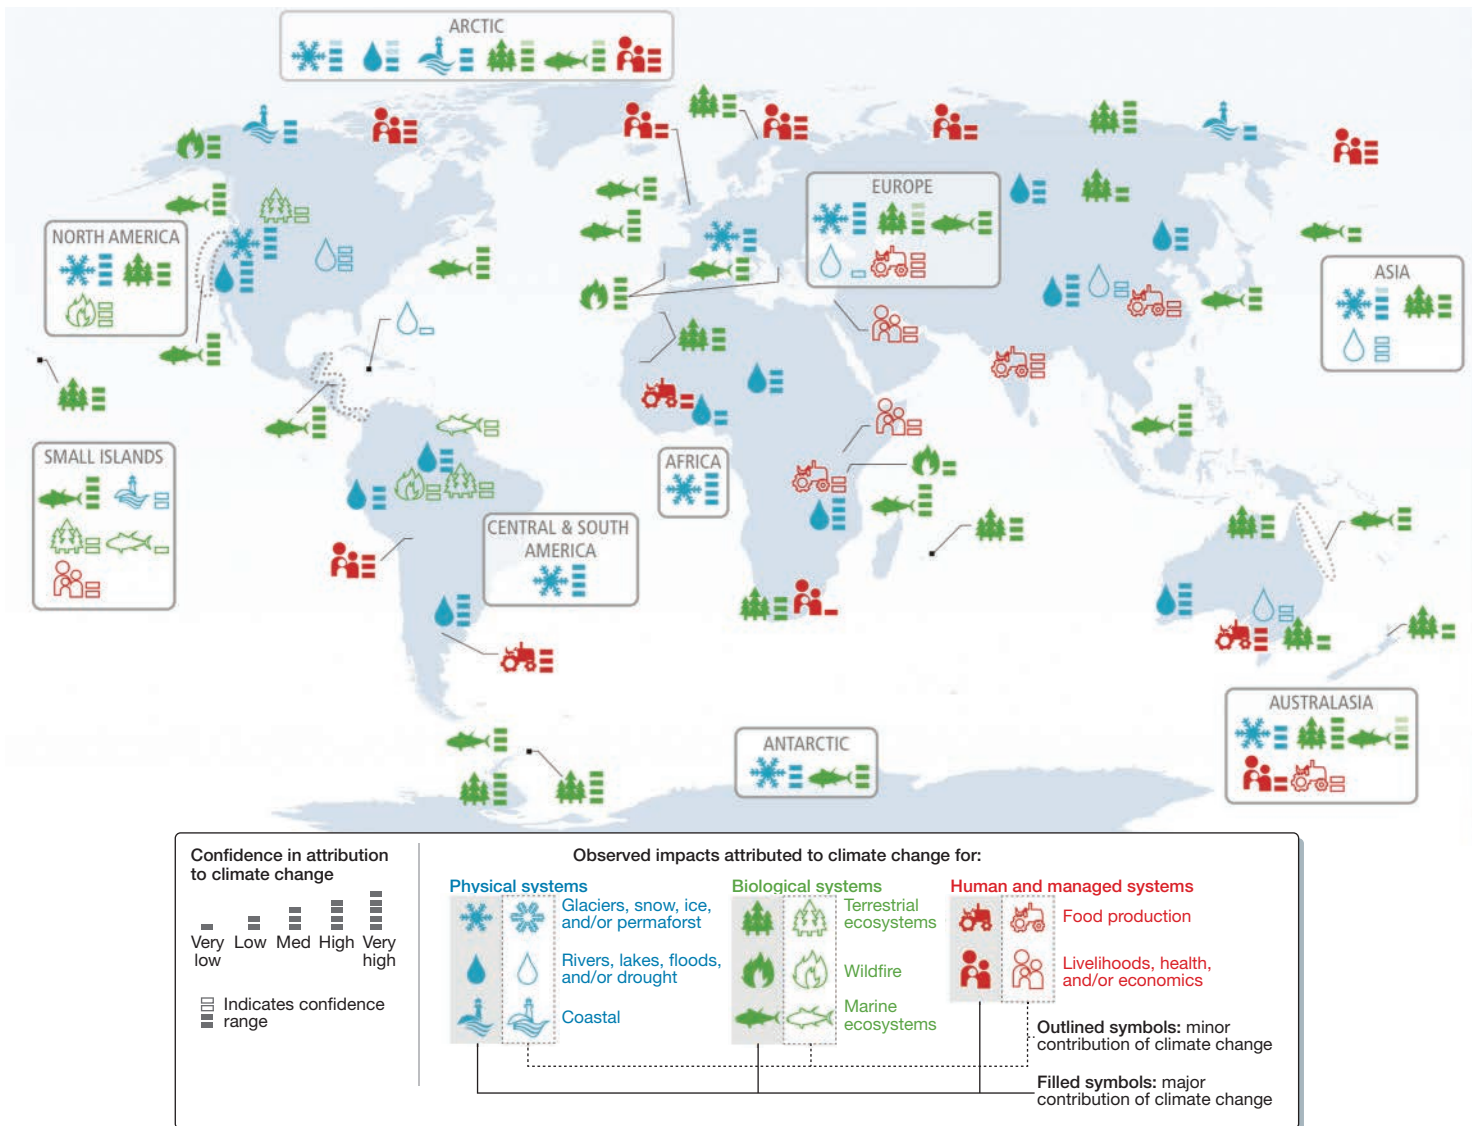 ARCTIC
EUROPE
NORTH AMERICA
ASIA
SMALL ISLANDS
AFRICA
CENTRAL & SOUTH
AMERICA
AUSTRALASIA
ANTARCTIC
Confidence in attribution
to climate change
Very
low
Low
Med
High
Very
high
Indicates confidence
range
Observed impacts attributed to climate change for:
Physical systems
Glaciers, snow, ice,
and/or permaforst
Rivers, lakes, floods,
and/or drought
Coastal
Biological systems
Terrestrial
ecosystems
Wildfire
Marine
ecosystems
Human and managed systems
Food production
Livelihoods, health,
and/or economics
Outlined symbols: minor
contribution of climate change
Filled symbols: major
contribution of climate change